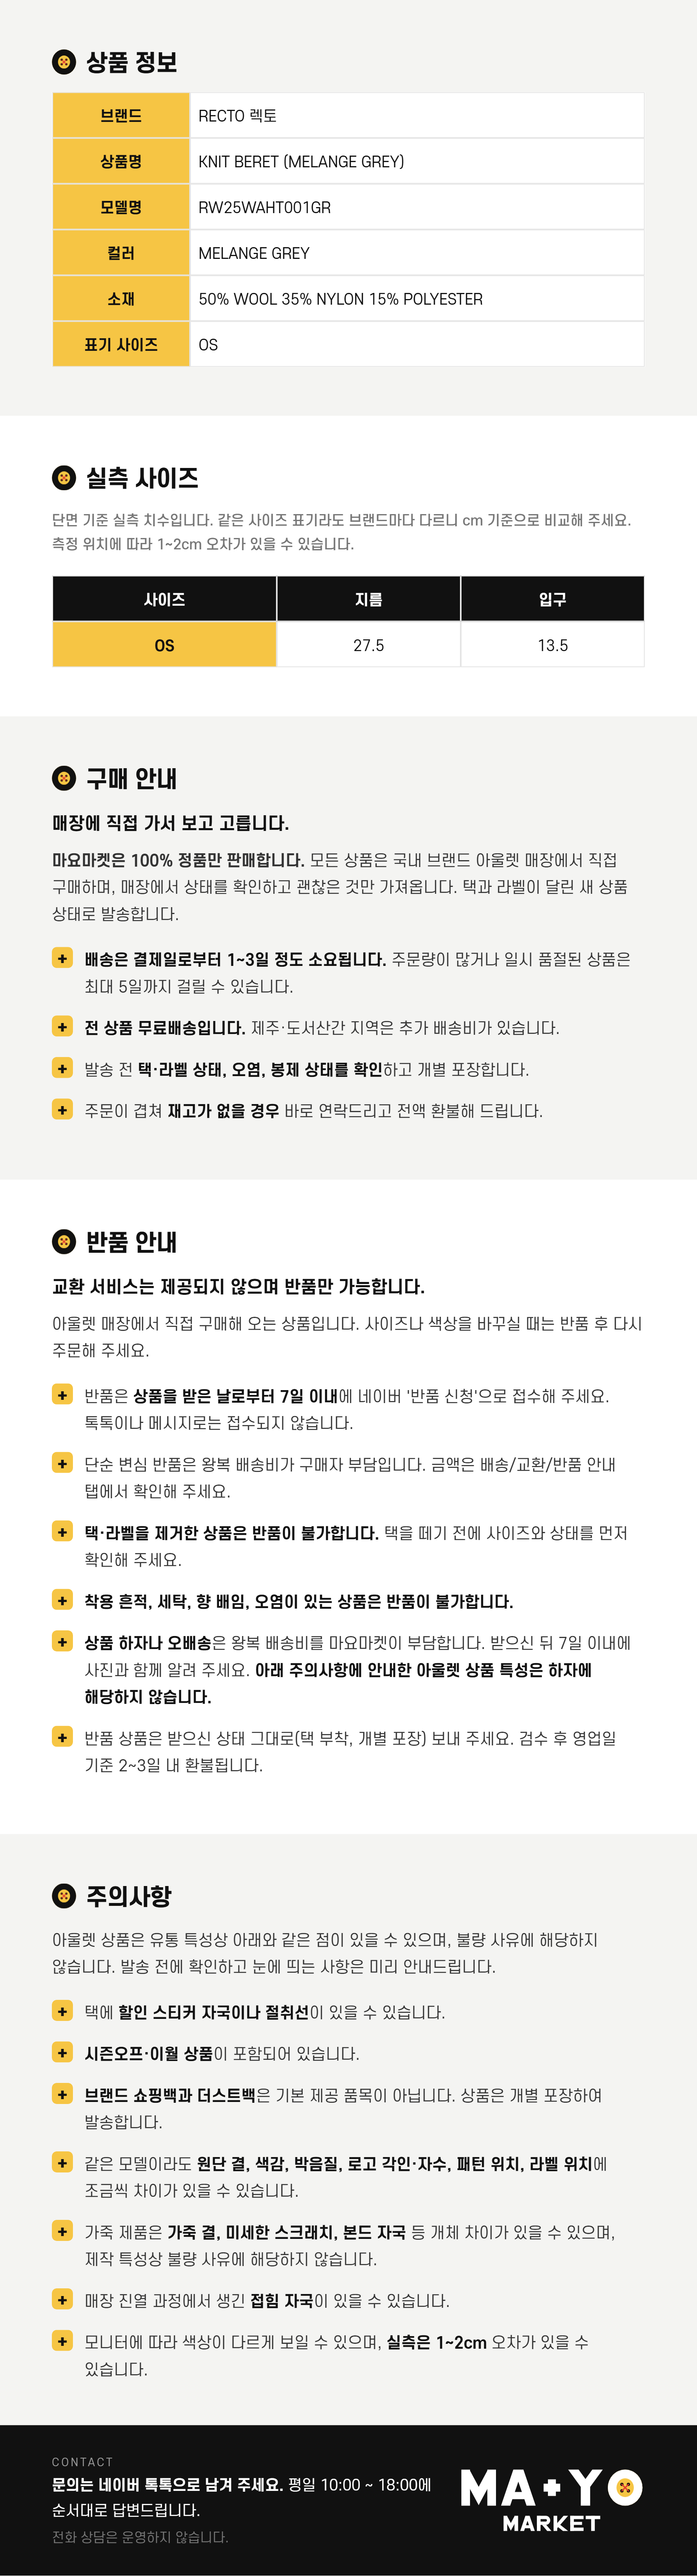 상품 정보
브랜드 RECTO 렉토
상품명 KNIT BERET (MELANGE GREY)
모델명 RW25WAHT001GR
컬러 MELANGE GREY
소재 50% WOOL 35% NYLON 15% POLYESTER
표기 사이즈 OS
실측 사이즈
단면 기준 실측 치수입니다. 같은 사이즈 표기라도 브랜드마다 다르니 cm 기준으로 비교해 주세요.
측정 위치에 따라 1~2cm 오차가 있을 수 있습니다.
사이즈 지름 입구
OS 27.5 13.5
구매 안내
매장에 직접 가서 보고 고릅니다.
마요마켓은 100% 정품만 판매합니다. 모든 상품은 국내 브랜드 아울렛 매장에서 직접
구매하며, 매장에서 상태를 확인하고 괜찮은 것만 가져옵니다. 택과 라벨이 달린 새 상품
상태로 발송합니다.
+ 배송은 결제일로부터 1~3일 정도 소요됩니다. 주문량이 많거나 일시 품절된 상품은
최대 5일까지 걸릴 수 있습니다.
+ 전 상품 무료배송입니다. 제주·도서산간 지역은 추가 배송비가 있습니다.
+ 발송 전 택·라벨 상태, 오염, 봉제 상태를 확인하고 개별 포장합니다.
+ 주문이 겹쳐 재고가 없을 경우 바로 연락드리고 전액 환불해 드립니다.
반품 안내
교환 서비스는 제공되지 않으며 반품만 가능합니다.
아울렛 매장에서 직접 구매해 오는 상품입니다. 사이즈나 색상을 바꾸실 때는 반품 후 다시
주문해 주세요.
+ 반품은 상품을 받은 날로부터 7일 이내에 네이버 '반품 신청'으로 접수해 주세요.
톡톡이나 메시지로는 접수되지 않습니다.
+ 단순 변심 반품은 왕복 배송비가 구매자 부담입니다. 금액은 배송/교환/반품 안내
탭에서 확인해 주세요.
+ 택·라벨을 제거한 상품은 반품이 불가합니다. 택을 떼기 전에 사이즈와 상태를 먼저
확인해 주세요.
+ 착용 흔적, 세탁, 향 배임, 오염이 있는 상품은 반품이 불가합니다.
+ 상품 하자나 오배송은 왕복 배송비를 마요마켓이 부담합니다. 받으신 뒤 7일 이내에
사진과 함께 알려 주세요. 아래 주의사항에 안내한 아울렛 상품 특성은 하자에
해당하지 않습니다.
+ 반품 상품은 받으신 상태 그대로(택 부착, 개별 포장) 보내 주세요. 검수 후 영업일
기준 2~3일 내 환불됩니다.
주의사항
아울렛 상품은 유통 특성상 아래와 같은 점이 있을 수 있으며, 불량 사유에 해당하지
않습니다. 발송 전에 확인하고 눈에 띄는 사항은 미리 안내드립니다.
+ 택에 할인 스티커 자국이나 절취선이 있을 수 있습니다.
+ 시즌오프·이월 상품이 포함되어 있습니다.
+ 브랜드 쇼핑백과 더스트백은 기본 제공 품목이 아닙니다. 상품은 개별 포장하여
발송합니다.
+ 같은 모델이라도 원단 결, 색감, 박음질, 로고 각인·자수, 패턴 위치, 라벨 위치에
조금씩 차이가 있을 수 있습니다.
+ 가죽 제품은 가죽 결, 미세한 스크래치, 본드 자국 등 개체 차이가 있을 수 있으며,
제작 특성상 불량 사유에 해당하지 않습니다.
+ 매장 진열 과정에서 생긴 접힘 자국이 있을 수 있습니다.
+ 모니터에 따라 색상이 다르게 보일 수 있으며, 실측은 1~2cm 오차가 있을 수
있습니다.
CONTACT
문의는 네이버 톡톡으로 남겨 주세요. 평일 10:00 ~ 18:00에
순서대로 답변드립니다.
전화 상담은 운영하지 않습니다.
MA+YO
MARKET